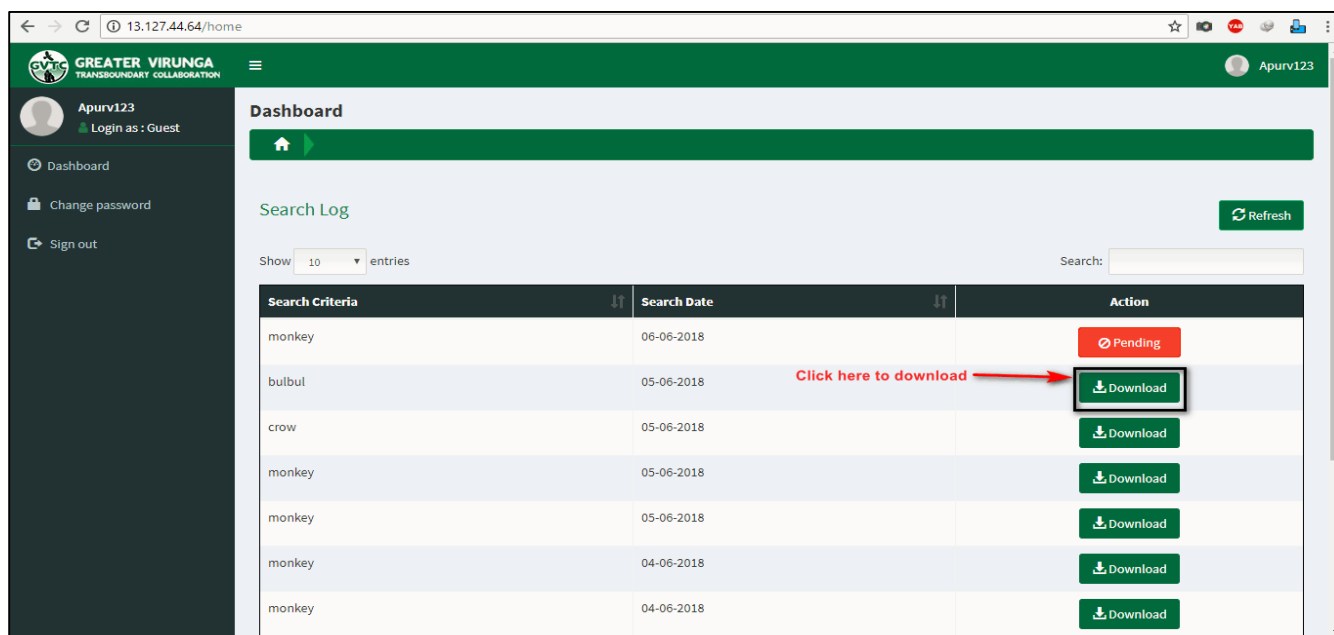 13.127.44.64/home
YAB
GVTC
GREATER VIRUNGA
TRANSBOUNDARY COLLABORATION
Apurv123
Apurv123
Login as : Guest
Dashboard
Change password
Sign out
Dashboard
Search Log
Refresh
Show 10 entries
Search:
Search Criteria Search Date Action
monkey 06-06-2018 Pending
bulbul 05-06-2018 Click here to download Download
crow 05-06-2018 Download
monkey 05-06-2018 Download
monkey 05-06-2018 Download
monkey 04-06-2018 Download
monkey 04-06-2018 Download